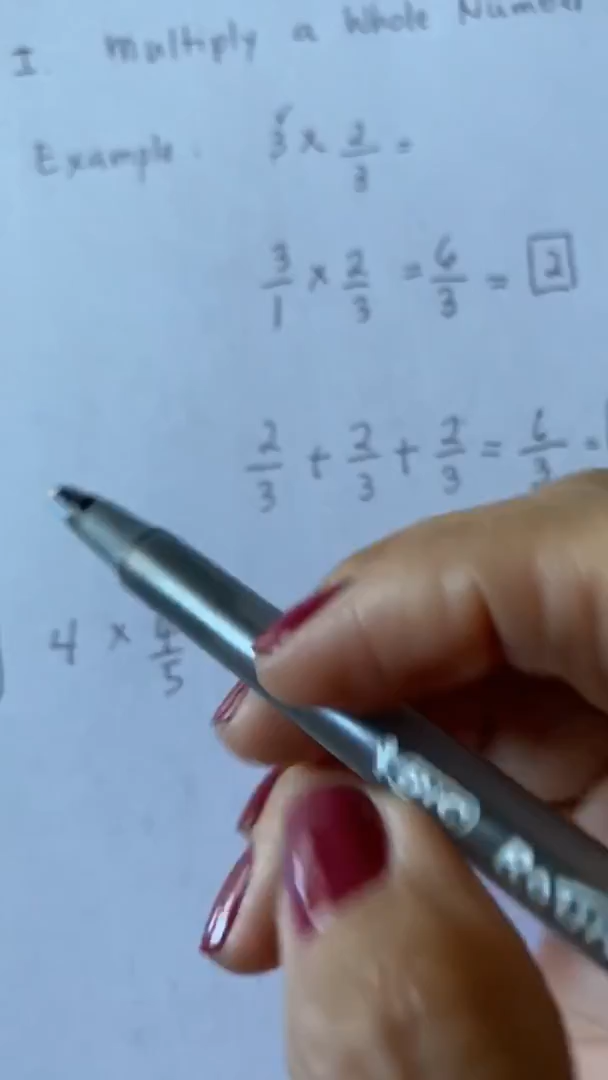 I. Multiply a Whole Number
Example: 3 × 2/3 =
3/1 × 2/3 = 6/3 = 2
2/3 + 2/3 + 2/3 = 6/3 =
4 × /5